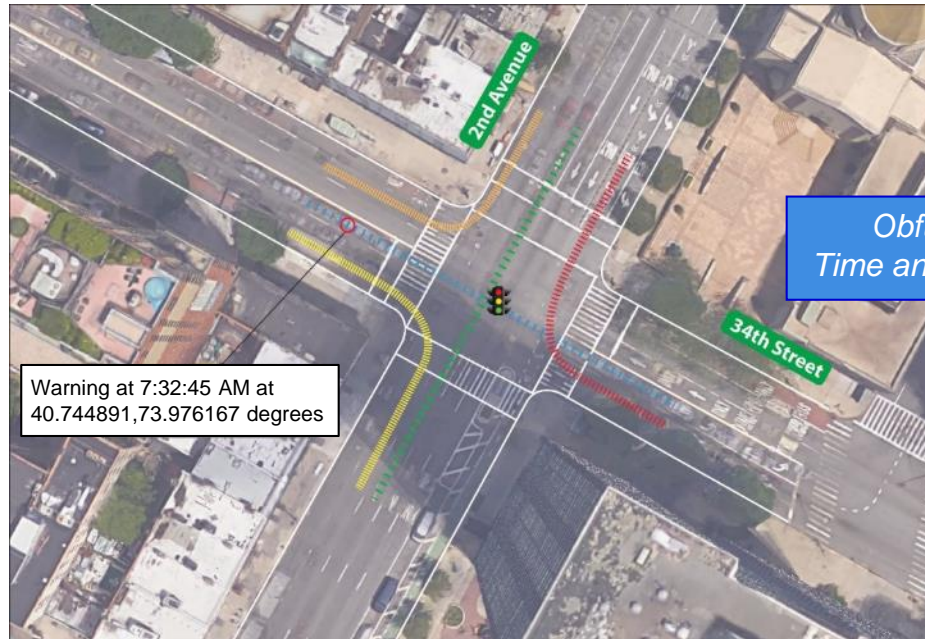 2nd Avenue
Obf
Time an
34th Street
Warning at 7:32:45 AM at
40.744891,73.976167 degrees